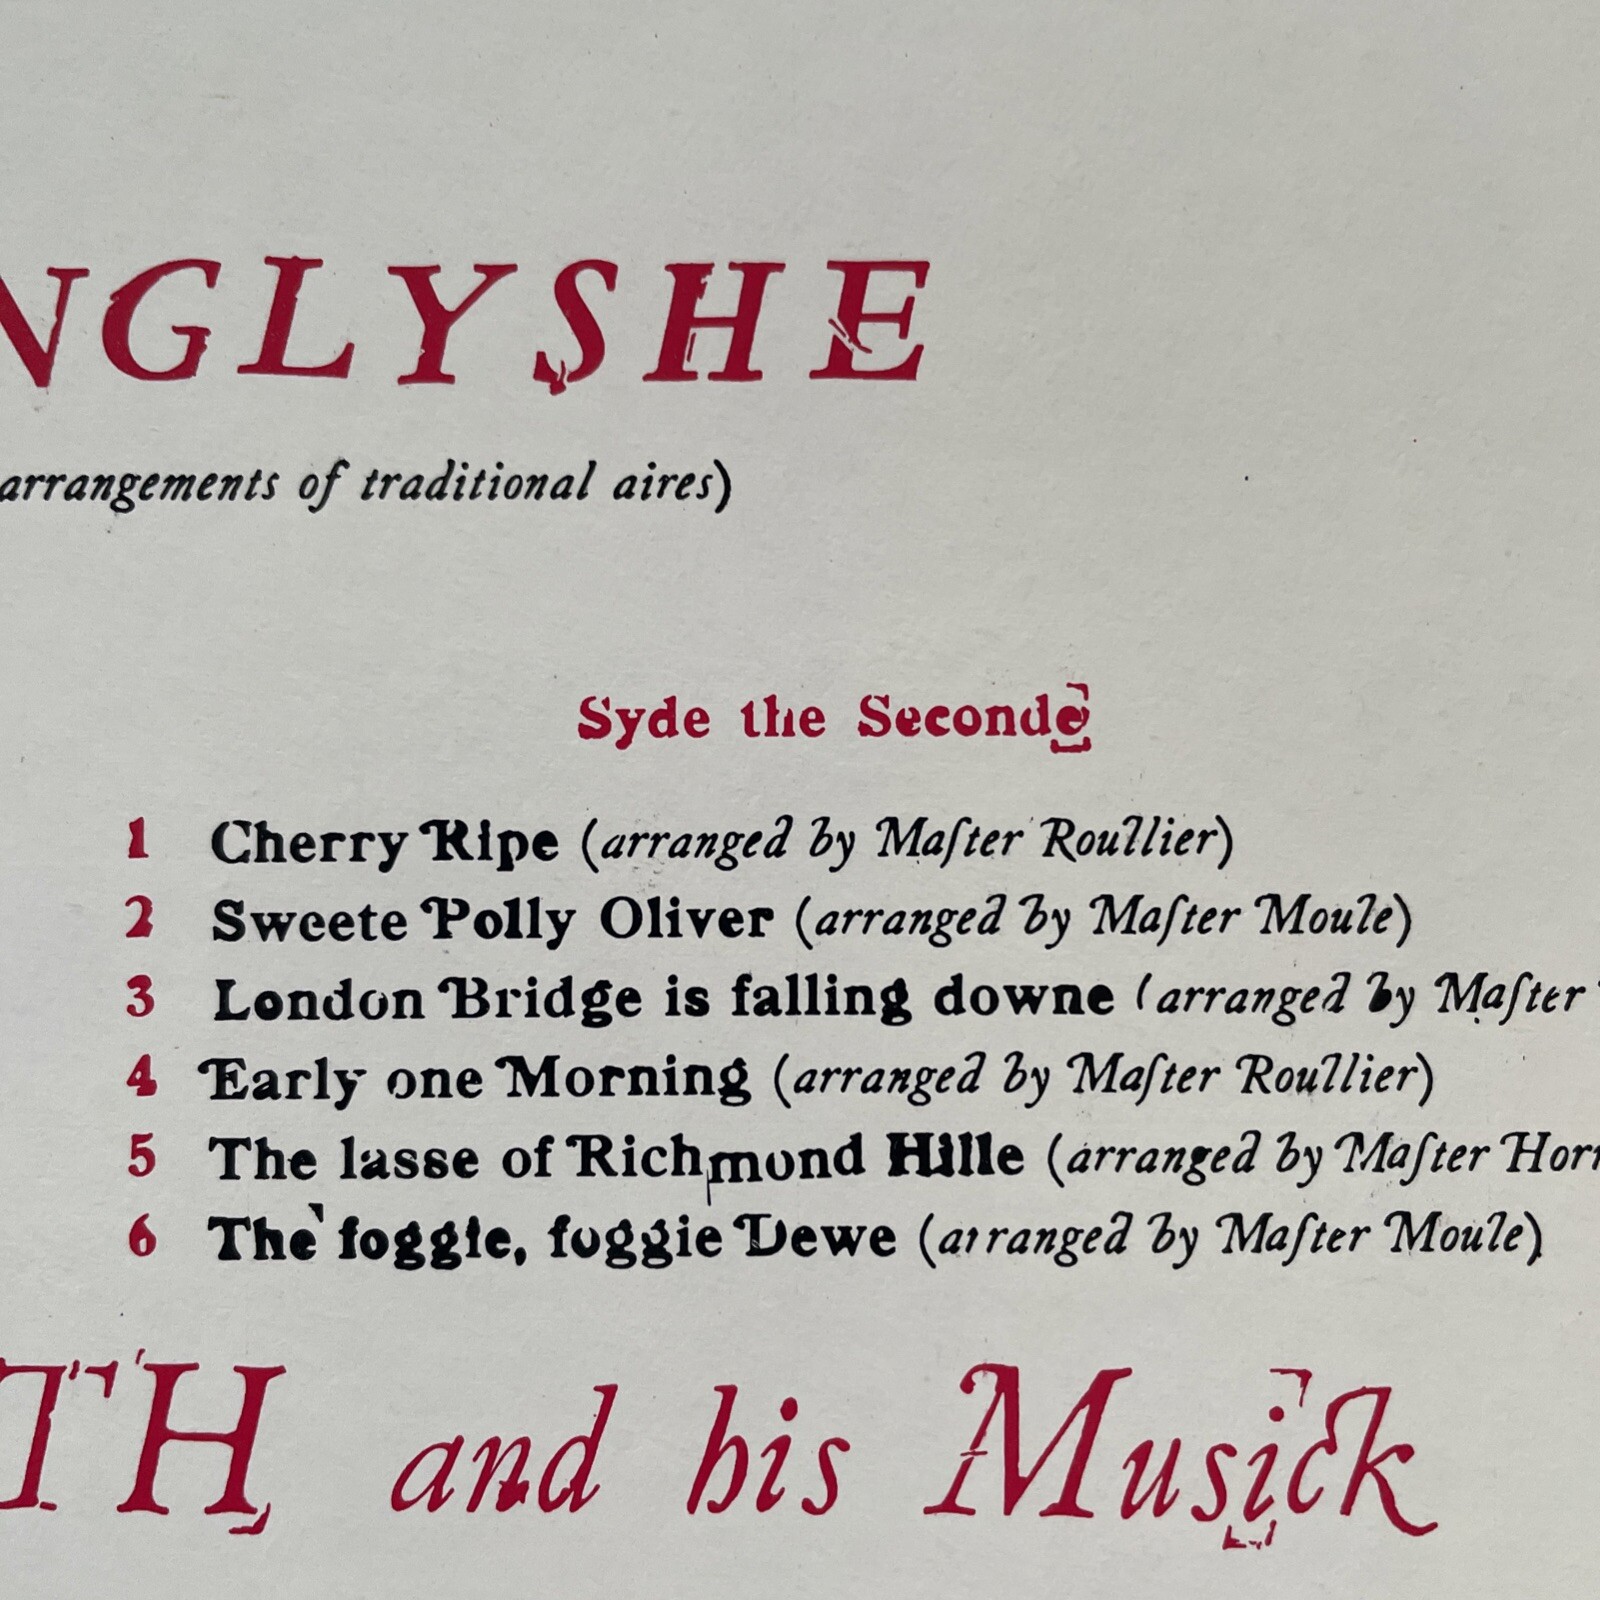 NGLYSHE
arrangements of traditional aires)
Syde the Seconde
1 Cherry Ripe (arranged by Maſter Roullier)
2 Sweete Polly Oliver (arranged by Maſter Moule)
3 London Bridge is falling downe (arranged by Maſter
4 Early one Morning (arranged by Maſter Roullier)
5 The lasse of Richmond Hille (arranged by Maſter Horn
6 The foggie, foggie Dewe (arranged by Maſter Moule)
TH and his Musick